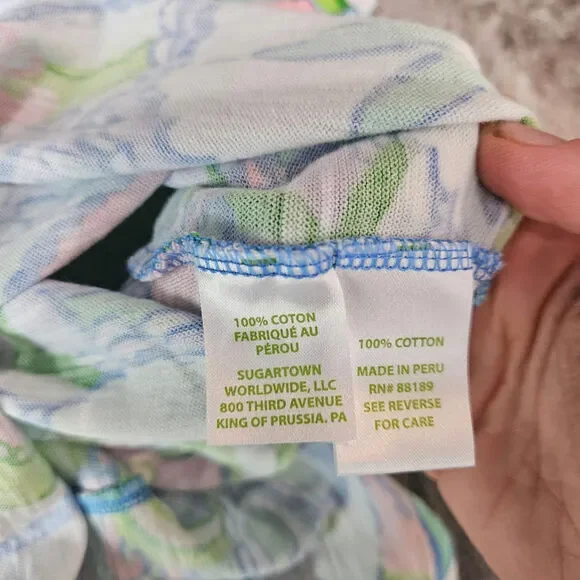 100% COTON
FABRIQUÉ AU
PÉROU
SUGARTOWN
WORLDWIDE, LLC
800 THIRD AVENUE
KING OF PRUSSIA, PA
100% COTTON
MADE IN PERU
RN# 88189
SEE REVERSE
FOR CARE